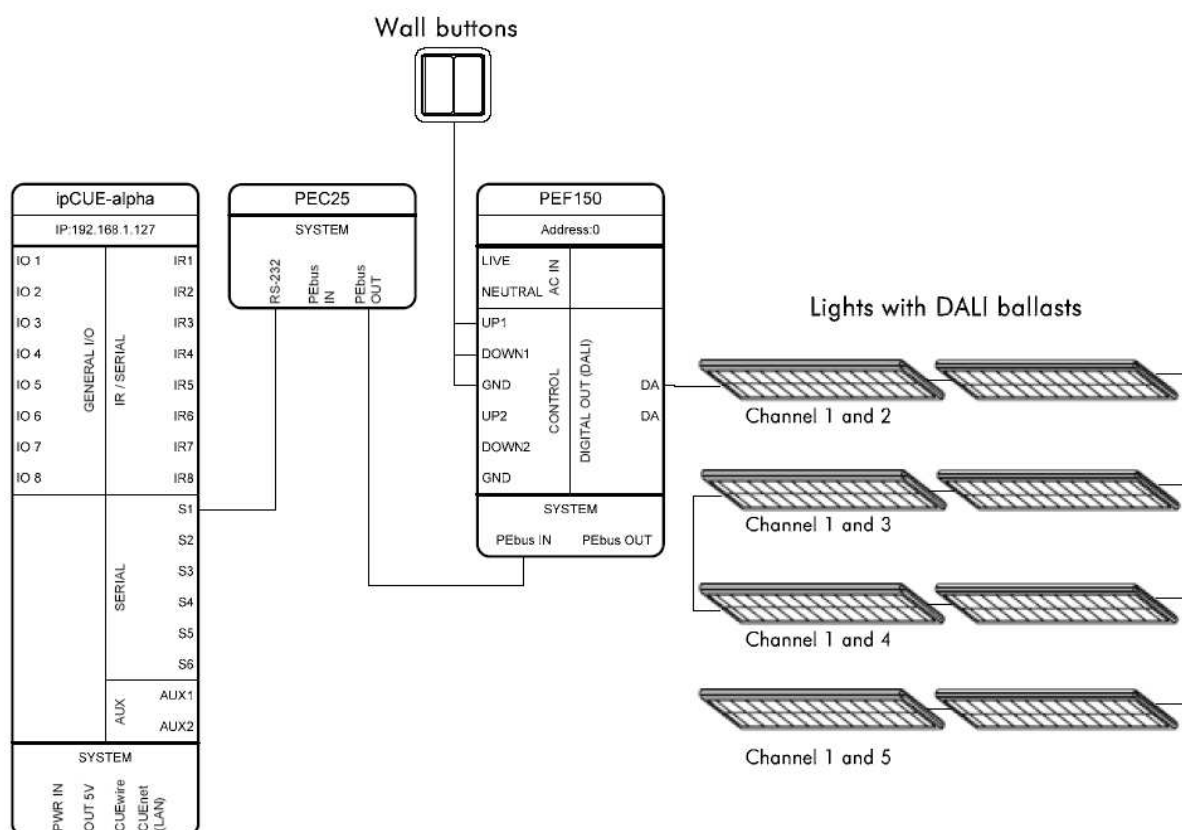 Wall buttons
ipCUE-alpha
IP:192.168.1.127
IO 1
IO 2
IO 3
IO 4
IO 5
IO 6
IO 7
IO 8
GENERAL I/O
IR / SERIAL
IR1
IR2
IR3
IR4
IR5
IR6
IR7
IR8
SERIAL
S1
S2
S3
S4
S5
S6
AUX
AUX1
AUX2
SYSTEM
PWR IN
OUT 5V
CUEwire
CUEnet
(LAN)
PEC25
SYSTEM
RS-232
PEbus
IN
PEbus
OUT
PEF150
Address:0
LIVE
NEUTRAL
AC IN
UP1
DOWN1
GND
UP2
DOWN2
GND
CONTROL
DIGITAL OUT (DALI)
DA
DA
SYSTEM
PEbus IN
PEbus OUT
Lights with DALI ballasts
Channel 1 and 2
Channel 1 and 3
Channel 1 and 4
Channel 1 and 5